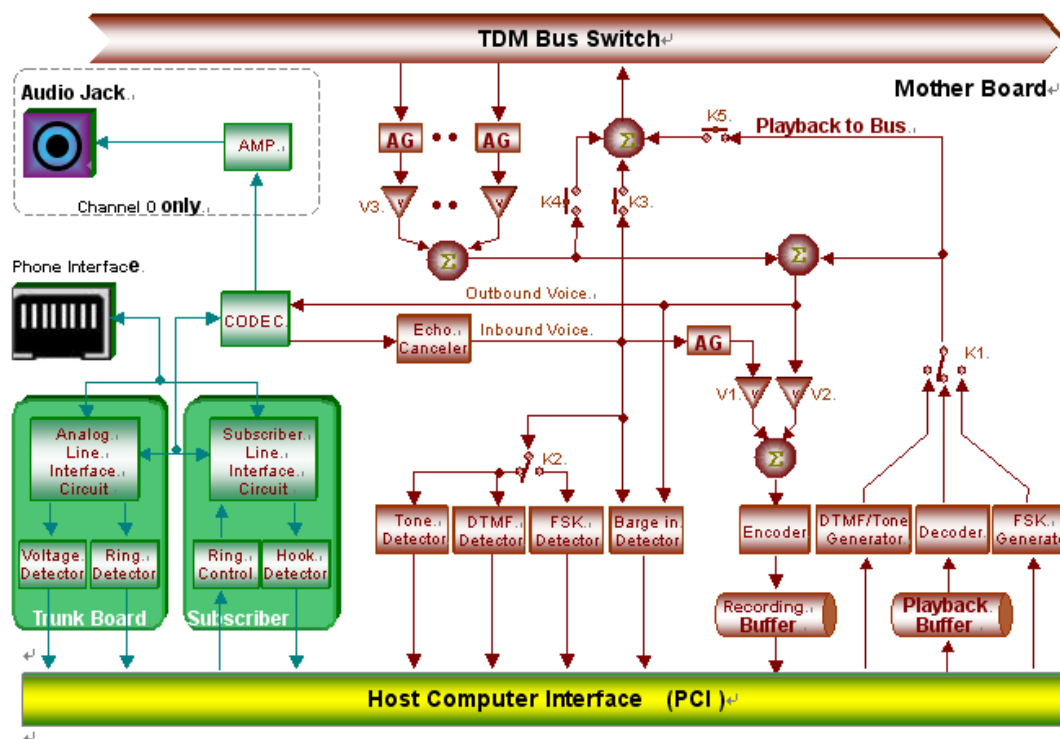 TDM Bus Switch↵
Audio Jack.
Mother Board↵
K5.
Playback to Bus.
AMP.
AG
AG
V3.
v
v
K4
K3.
Channel 0 only.
Σ
Σ
Σ
Phone Interface.
Outbound Voice.
CODEC.
Echo.
Canceler
Inbound Voice.
AG
K1.
V1.
v
v
V2.
Analog.
Line.
Interface.
Circuit
Subscriber.
Line.
Interface.
Circuit
Σ
K2.
Tone.
Detector
DTMF.
Detector
FSK.
Detector
Barge in.
Detector
Encoder
DTMF/Tone
Generator
Decoder.
FSK.
Generato
Voltage.
Detector
Ring.
Detector
Ring.
Control.
Hook.
Detector
Trunk Board
Subscriber
Recording.
Buffer
Playback.
Buffer
↵
Host Computer Interface (PCI )↵
↵